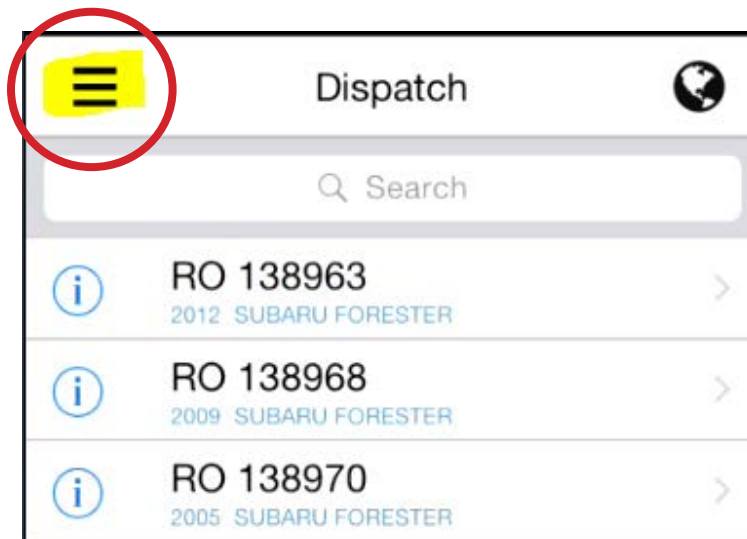 Dispatch
Search
RO 138963
2012 SUBARU FORESTER
RO 138968
2009 SUBARU FORESTER
RO 138970
2005 SUBARU FORESTER